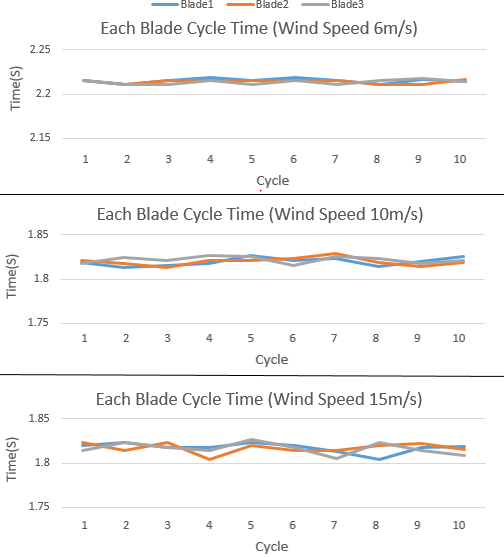 Blade1 Blade2 Blade3
Each Blade Cycle Time (Wind Speed 6m/s)
2.25
2.2
2.15
Time(S)
1 2 3 4 5 6 7 8 9 10
Cycle
Each Blade Cycle Time (Wind Speed 10m/s)
1.85
1.8
1.75
Time(S)
1 2 3 4 5 6 7 8 9 10
Cycle
Each Blade Cycle Time (Wind Speed 15m/s)
1.85
1.8
1.75
Time(S)
1 2 3 4 5 6 7 8 9 10
Cycle